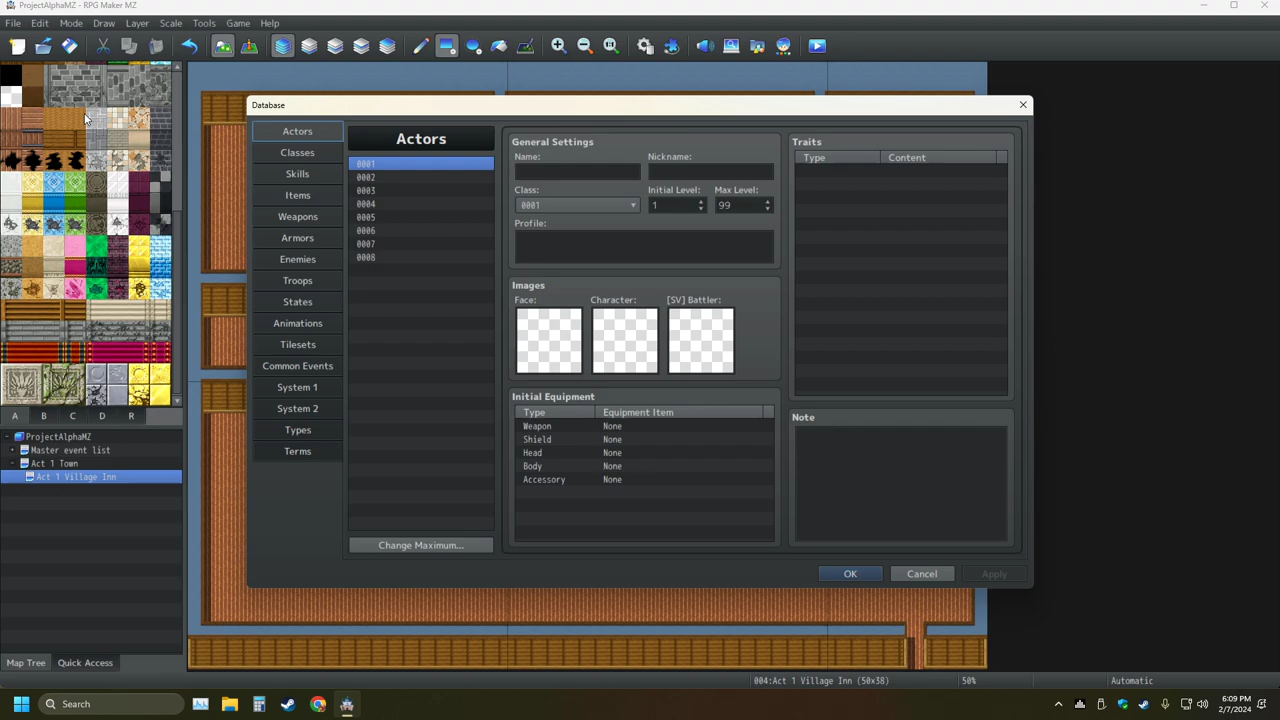 ProjectAlphaMZ - RPG Maker MZ
File Edit Mode Draw Layer Scale Tools Game Help
Database
Actors
Classes
Skills
Items
Weapons
Armors
Enemies
Troops
States
Animations
Tilesets
Common Events
System 1
System 2
Types
Terms
Actors
0001
0002
0003
0004
0005
0006
0007
0008
Change Maximum...
General Settings
Name: Nickname:
Class: Initial Level: Max Level:
0001 1 99
Profile:
Images
Face: Character: [SV] Battler:
Initial Equipment
Type Equipment Item
Weapon None
Shield None
Head None
Body None
Accessory None
Traits
Type Content
Note
OK Cancel Apply
A B C D R
ProjectAlphaMZ
Master event list
Act 1 Town
Act 1 Village Inn
Map Tree Quick Access
004:Act 1 Village Inn (50x38) 50% Automatic
Search
6:09 PM
2/7/2024